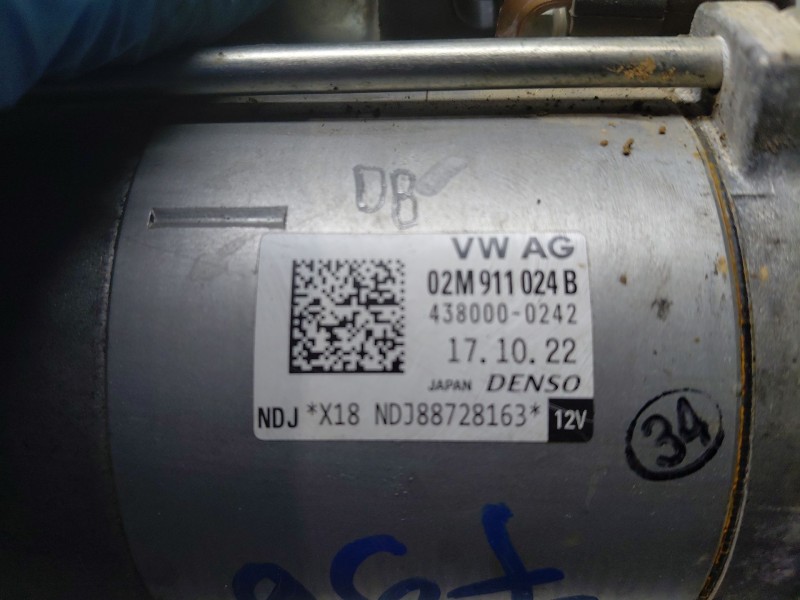 DB
VW AG
02M 911 024 B
438000-0242
17.10.22
JAPAN DENSO
NDJ *X18 NDJ88728163* 12V
34